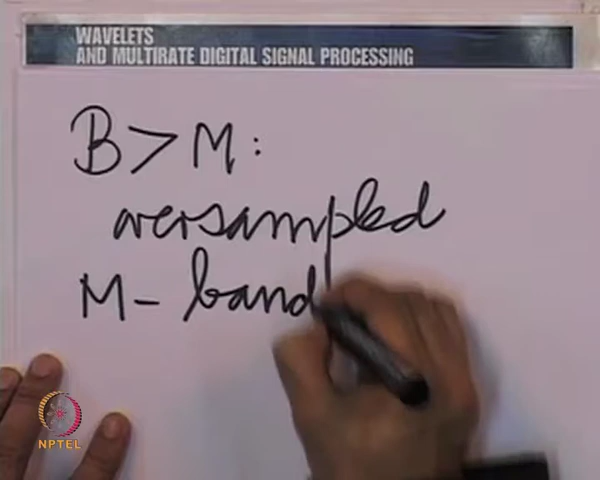 WAVELETS
AND MULTIRATE DIGITAL SIGNAL PROCESSING
B > M :
oversampled
M - band
NPTEL